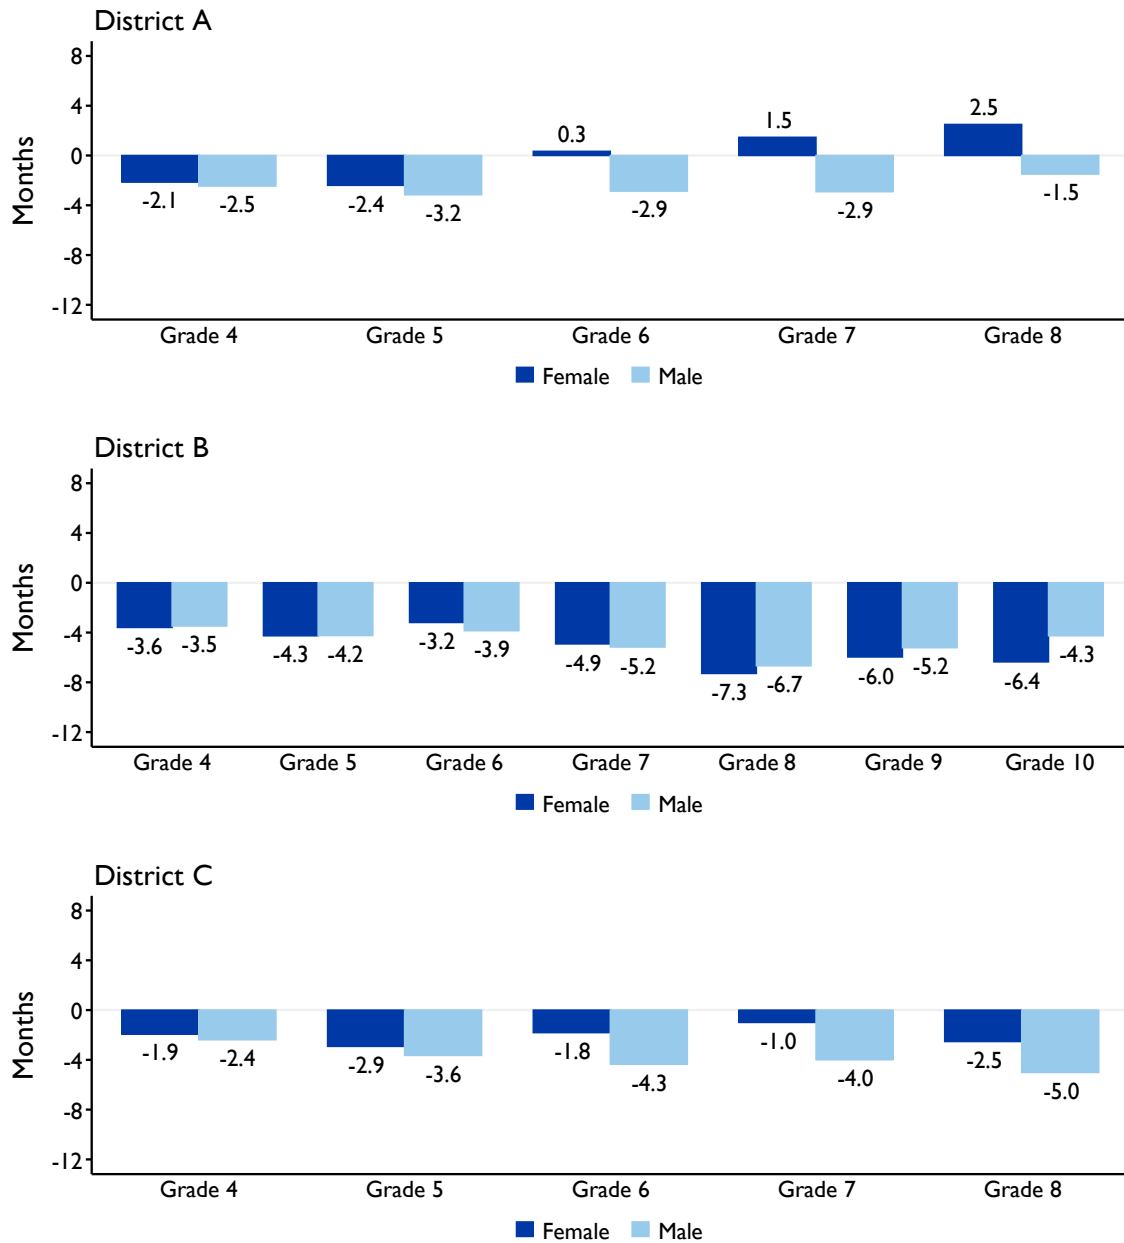 District A
8
4
0
-4
-8
-12
Months
0.3 1.5 2.5
-2.1 -2.5 -2.4 -3.2 -2.9 -2.9 -1.5
Grade 4 Grade 5 Grade 6 Grade 7 Grade 8
Female Male
District B
8
4
0
-4
-8
-12
Months
-3.6 -3.5 -4.3 -4.2 -3.2 -3.9 -4.9 -5.2 -7.3 -6.7 -6.0 -5.2 -6.4 -4.3
Grade 4 Grade 5 Grade 6 Grade 7 Grade 8 Grade 9 Grade 10
Female Male
District C
8
4
0
-4
-8
-12
Months
-1.9 -2.4 -2.9 -3.6 -1.8 -4.3 -1.0 -4.0 -2.5 -5.0
Grade 4 Grade 5 Grade 6 Grade 7 Grade 8
Female Male